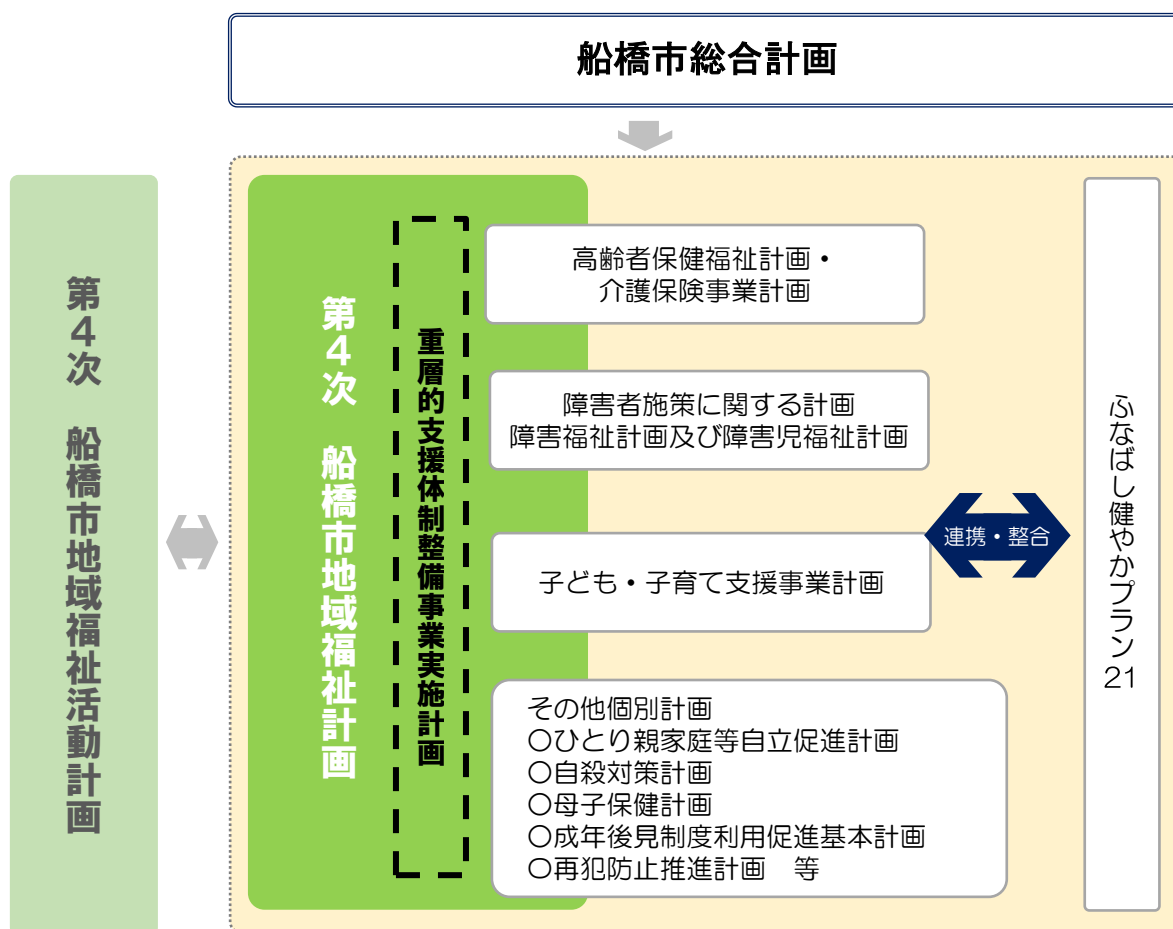 船橋市総合計画
第4次 船橋市地域福祉活動計画
第4次 船橋市地域福祉計画
重層的支援体制整備事業実施計画
高齢者保健福祉計画・
介護保険事業計画
障害者施策に関する計画
障害福祉計画及び障害児福祉計画
子ども・子育て支援事業計画
その他個別計画
〇ひとり親家庭等自立促進計画
〇自殺対策計画
〇母子保健計画
〇成年後見制度利用促進基本計画
〇再犯防止推進計画 等
連携・整合
ふなばし健やかプラン21